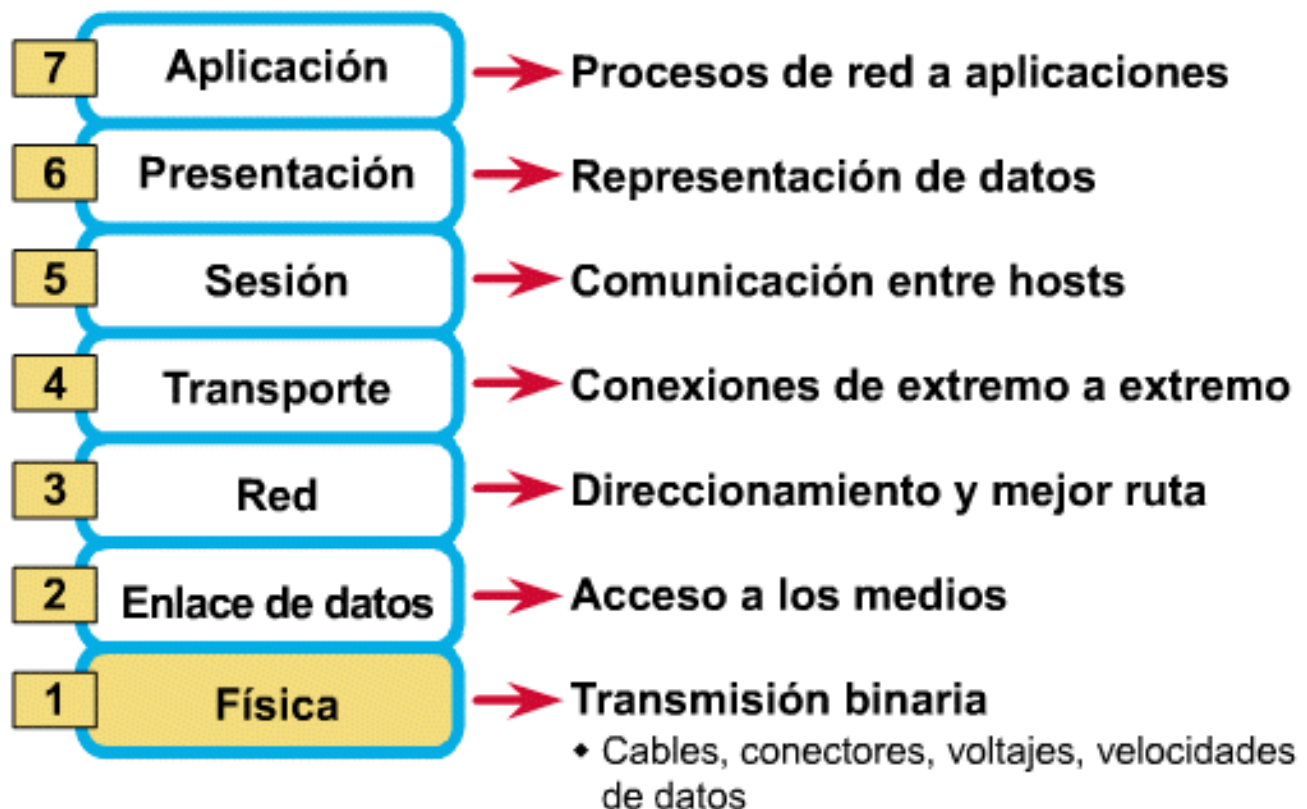 7 Aplicación Procesos de red a aplicaciones
6 Presentación Representación de datos
5 Sesión Comunicación entre hosts
4 Transporte Conexiones de extremo a extremo
3 Red Direccionamiento y mejor ruta
2 Enlace de datos Acceso a los medios
1 Física Transmisión binaria
◆ Cables, conectores, voltajes, velocidades
de datos